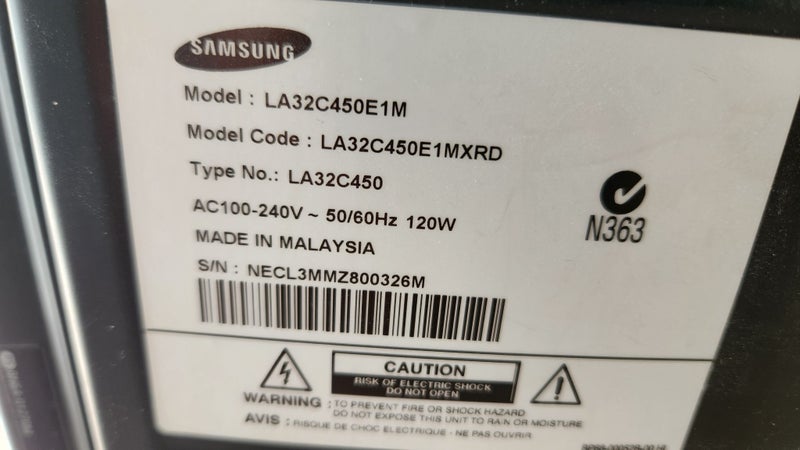 SAMSUNG
Model : LA32C450E1M
Model Code : LA32C450E1MXRD
Type No.: LA32C450
AC100-240V ~ 50/60Hz 120W
MADE IN MALAYSIA
S/N : NECL3MMZ800326M
N363
CAUTION
RISK OF ELECTRIC SHOCK
DO NOT OPEN
WARNING : TO PREVENT FIRE OR SHOCK HAZARD
DO NOT EXPOSE THIS UNIT TO RAIN OR MOISTURE
AVIS : RISQUE DE CHOC ELECTRIQUE - NE PAS OUVRIR